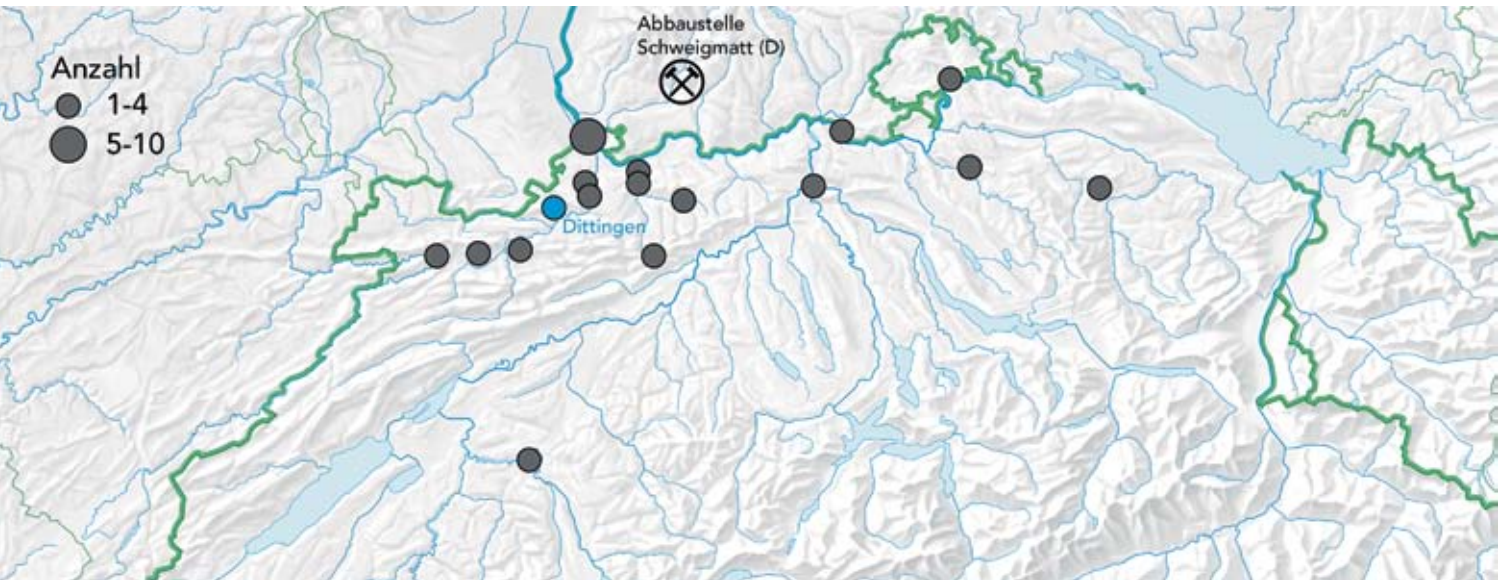 Abbaustelle
Schweigmatt (D)
Anzahl
1-4
5-10
Dittingen